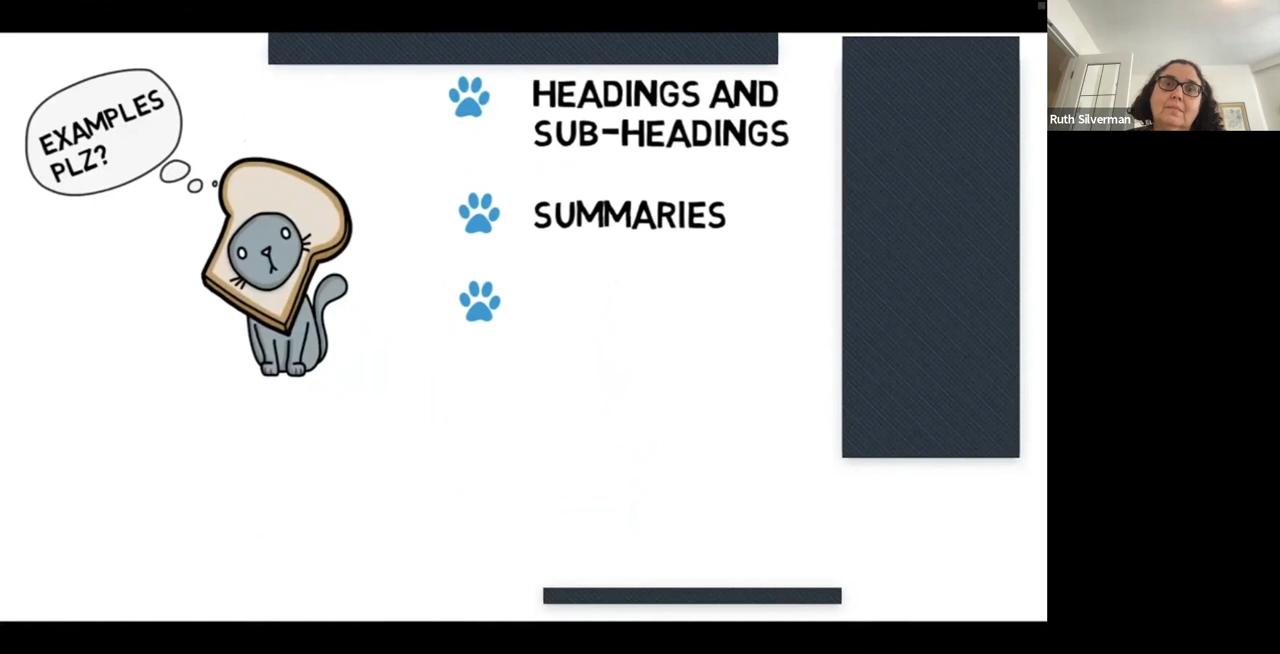 EXAMPLES
PLZ?
HEADINGS AND
SUB-HEADINGS
SUMMARIES
Ruth Silverman